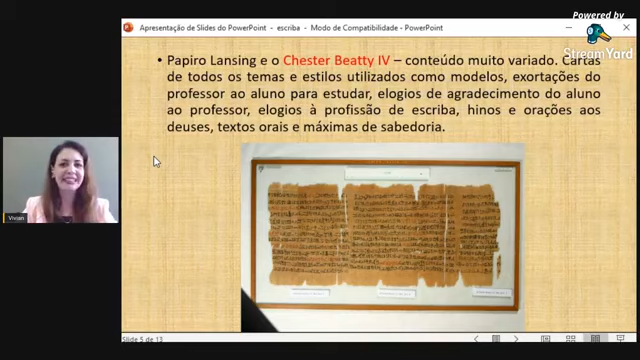 Apresentação de Slides do PowerPoint - escriba - Modo de Compatibilidade - PowerPoint
Powered by
StreamYard
• Papiro Lansing e o Chester Beatty IV – conteúdo muito variado. Cartas
de todos os temas e estilos utilizados como modelos, exortações do
professor ao aluno para estudar, elogios de agradecimento do aluno
ao professor, elogios à profissão de escriba, hinos e orações aos
deuses, textos orais e máximas de sabedoria.
Vivian
Slide 5 de 13